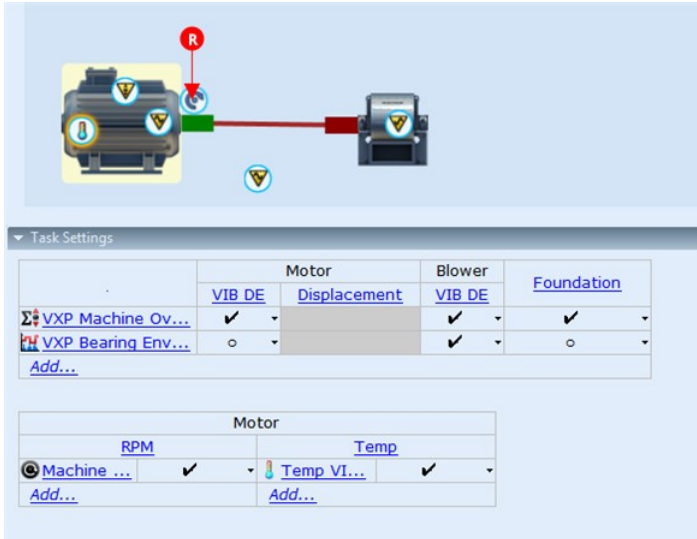 R
Task Settings
Motor Blower Foundation
VIB DE Displacement VIB DE
VXP Machine Ov...
VXP Bearing Env...
Add...
Motor
RPM Temp
Machine ... Temp VI...
Add... Add...